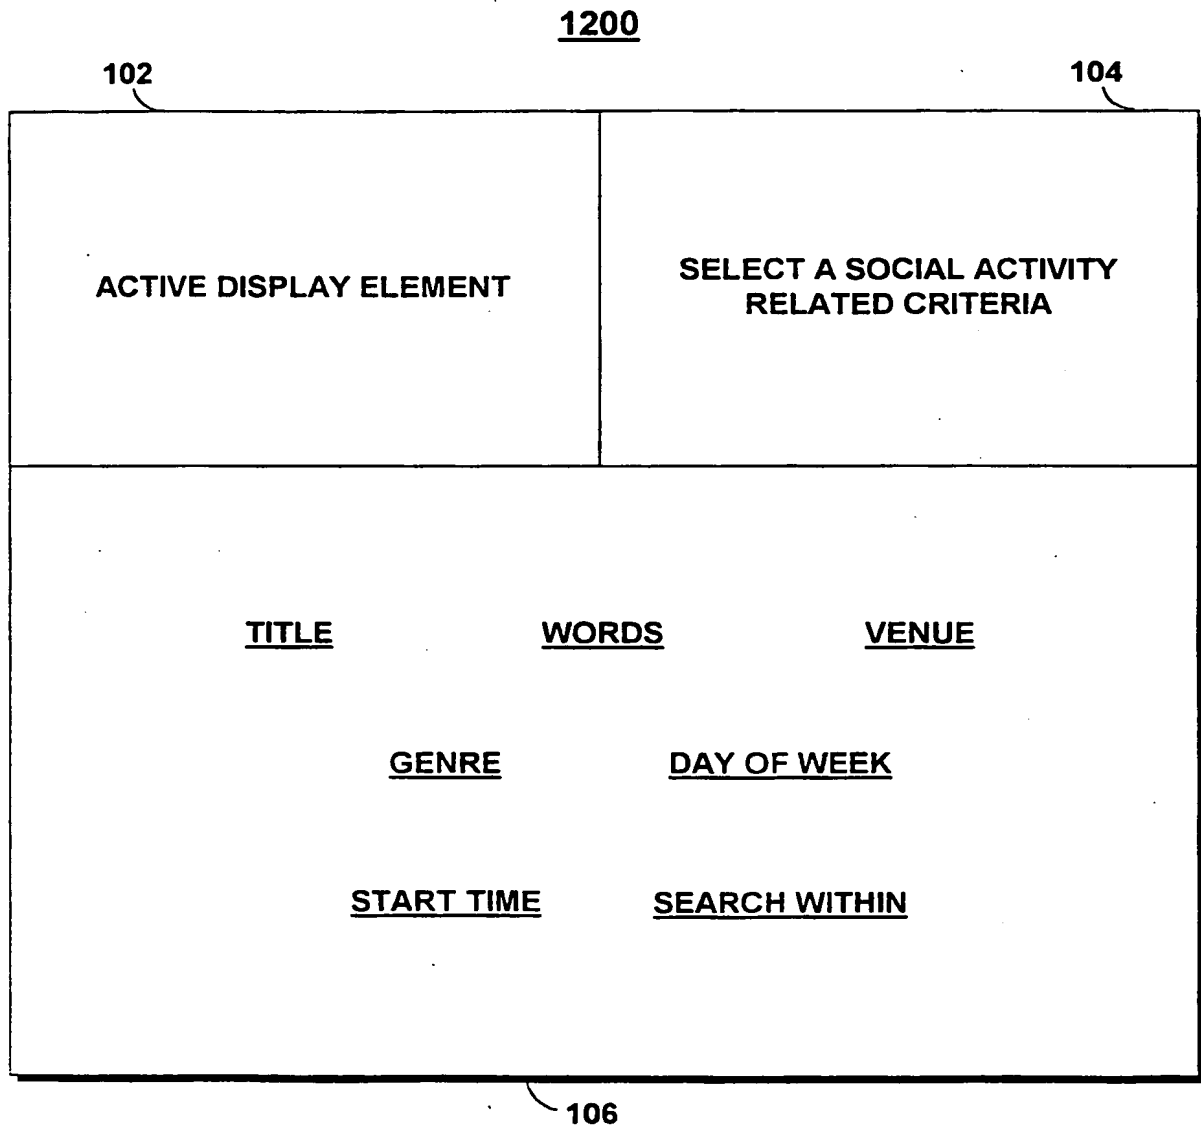 1200
102
104
ACTIVE DISPLAY ELEMENT
SELECT A SOCIAL ACTIVITY
RELATED CRITERIA
TITLE WORDS VENUE
GENRE DAY OF WEEK
START TIME SEARCH WITHIN
106